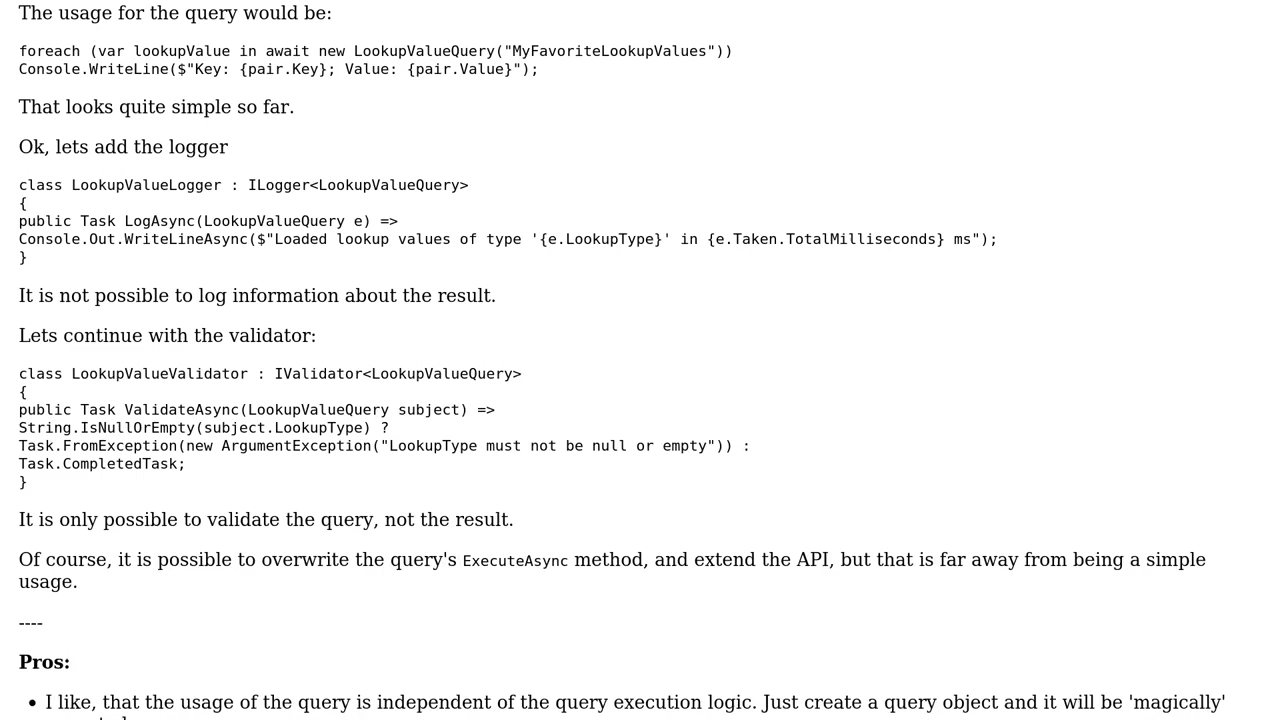 The usage for the query would be:
foreach (var lookupValue in await new LookupValueQuery("MyFavoriteLookupValues"))
Console.WriteLine($"Key: {pair.Key}; Value: {pair.Value}");
That looks quite simple so far.
Ok, lets add the logger
class LookupValueLogger : ILogger<LookupValueQuery>
{
public Task LogAsync(LookupValueQuery e) =>
Console.Out.WriteLineAsync($"Loaded lookup values of type '{e.LookupType}' in {e.Taken.TotalMilliseconds} ms");
}
It is not possible to log information about the result.
Lets continue with the validator:
class LookupValueValidator : IValidator<LookupValueQuery>
{
public Task ValidateAsync(LookupValueQuery subject) =>
String.IsNullOrEmpty(subject.LookupType) ?
Task.FromException(new ArgumentException("LookupType must not be null or empty")) :
Task.CompletedTask;
}
It is only possible to validate the query, not the result.
Of course, it is possible to overwrite the query's ExecuteAsync method, and extend the API, but that is far away from being a simple
usage.
----
Pros:
• I like, that the usage of the query is independent of the query execution logic. Just create a query object and it will be 'magically'